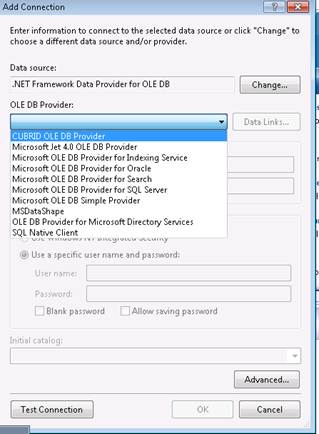 Add Connection
Enter information to connect to the selected data source or click "Change" to
choose a different data source and/or provider.
Data source:
.NET Framework Data Provider for OLE DB
Change...
OLE DB Provider:
Data Links...
CUBRID OLE DB Provider
Microsoft Jet 4.0 OLE DB Provider
Microsoft OLE DB Provider for Indexing Service
Microsoft OLE DB Provider for Oracle
Microsoft OLE DB Provider for Search
Microsoft OLE DB Provider for SQL Server
Microsoft OLE DB Simple Provider
MSDataShape
OLE DB Provider for Microsoft Directory Services
SQL Native Client
Use a specific user name and password:
User name:
Password:
Blank password
Allow saving password
Initial catalog:
Advanced...
Test Connection
OK
Cancel